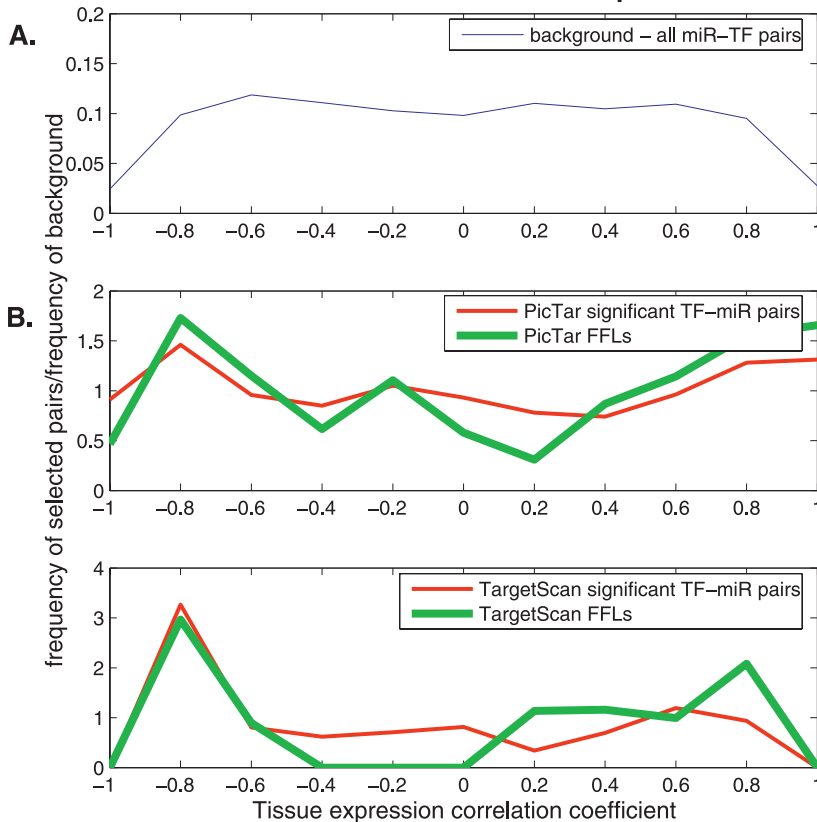 A.
0.2
0.15
0.1
0.05
0
background – all miR–TF pairs
−1 −0.8 −0.6 −0.4 −0.2 0 0.2 0.4 0.6 0.8 1
frequency of selected pairs/frequency of background
B.
2
1.5
1
0.5
0
PicTar significant TF–miR pairs
PicTar FFLs
−1 −0.8 −0.6 −0.4 −0.2 0 0.2 0.4 0.6 0.8 1
4
3
2
1
0
TargetScan significant TF–miR pairs
TargetScan FFLs
−1 −0.8 −0.6 −0.4 −0.2 0 0.2 0.4 0.6 0.8 1
Tissue expression correlation coefficient